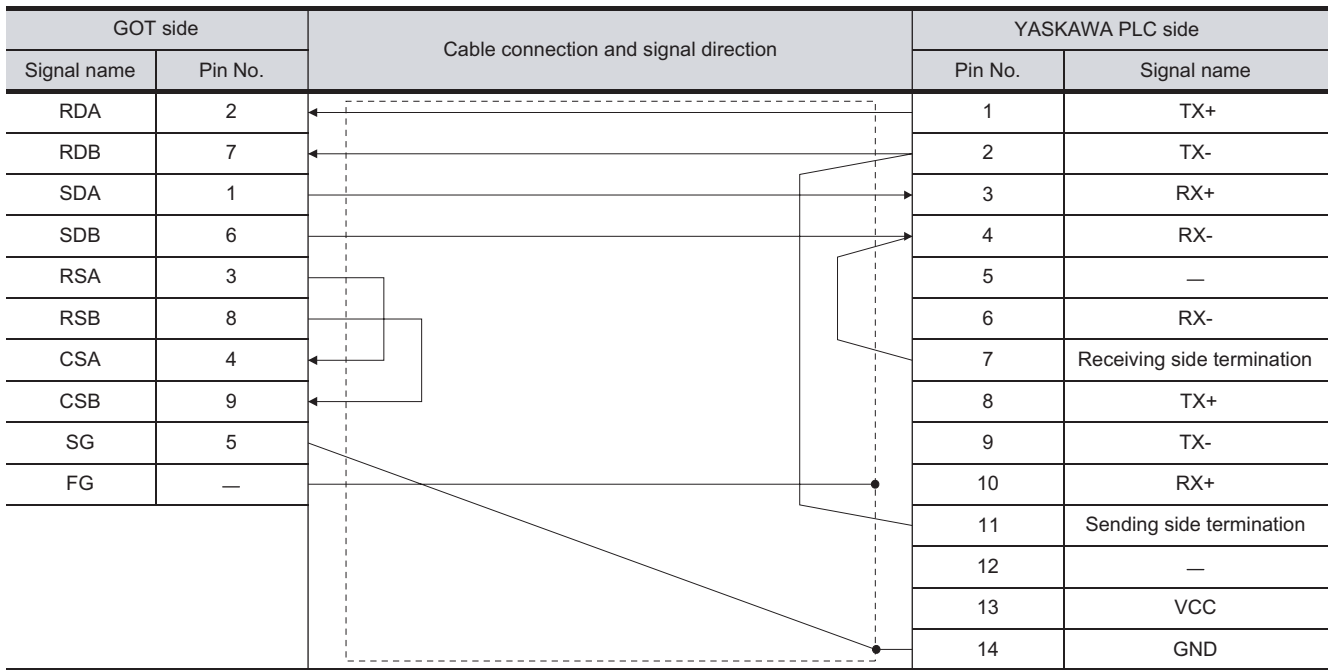 GOT side Cable connection and signal direction YASKAWA PLC side
Signal name Pin No. Pin No. Signal name
RDA 2 1 TX+
RDB 7 2 TX-
SDA 1 3 RX+
SDB 6 4 RX-
RSA 3 5 —
RSB 8 6 RX-
CSA 4 7 Receiving side termination
CSB 9 8 TX+
SG 5 9 TX-
FG — 10 RX+
11 Sending side termination
12 —
13 VCC
14 GND